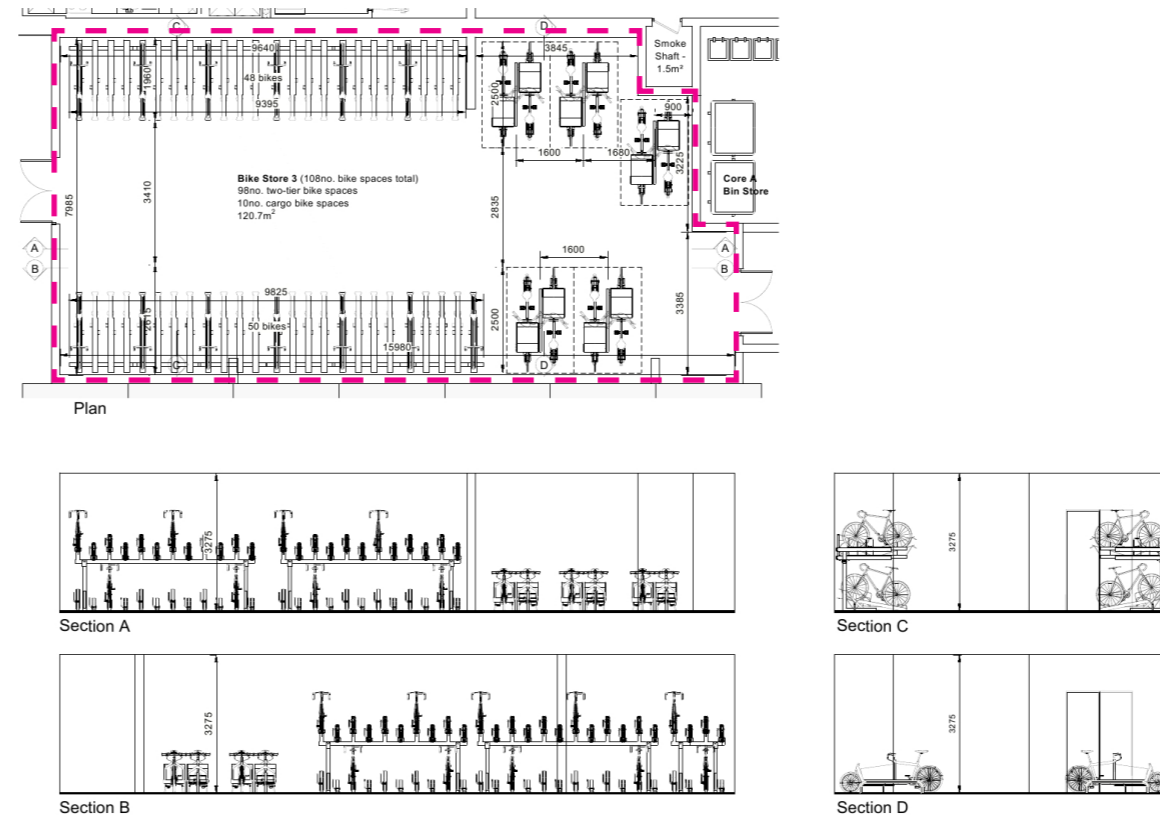 C
D
9640
3845
Smoke
Shaft -
1.5m²
1960
48 bikes
2500
9395
900
1600
1680
3225
Bike Store 3 (108no. bike spaces total)
98no. two-tier bike spaces
10no. cargo bike spaces
120.7m²
Core A
Bin Store
7985
3410
2835
A
B
1600
A
B
9825
2615
50 bikes
2500
3385
15980
C
D
Plan
3275
Section A
3275
Section C
3275
Section B
3275
Section D